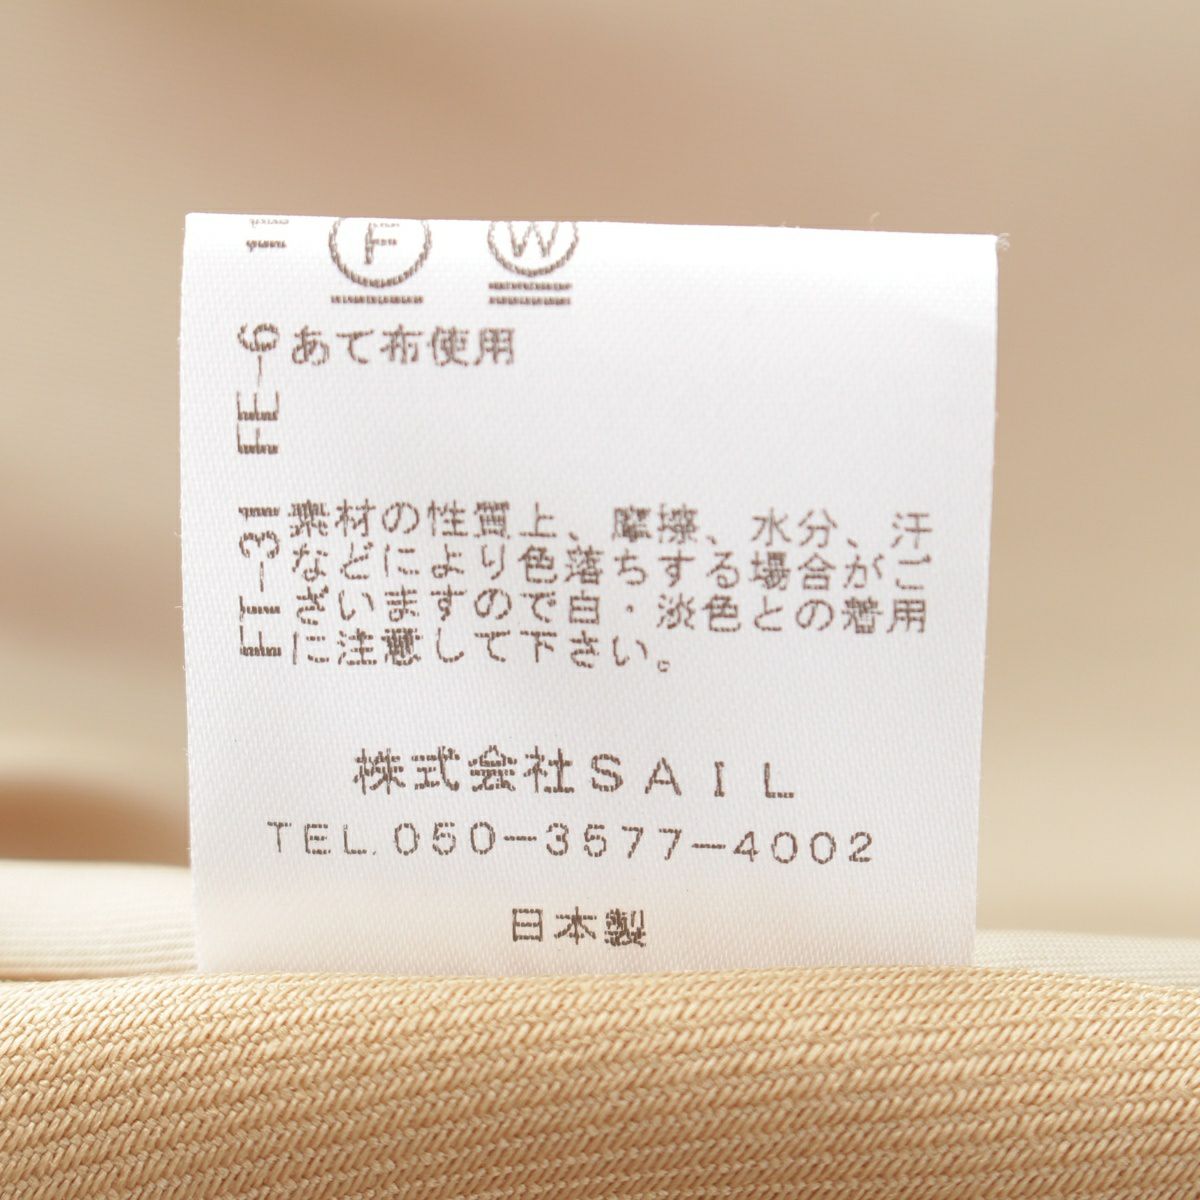 F W
FE-6
あて布使用
FT-31
素材の性質上、摩擦、水分、汗
などにより色落ちする場合がご
ざいますので白・淡色との着用
に注意して下さい。
株式会社SAIL
TEL.050-3577-4002
日本製